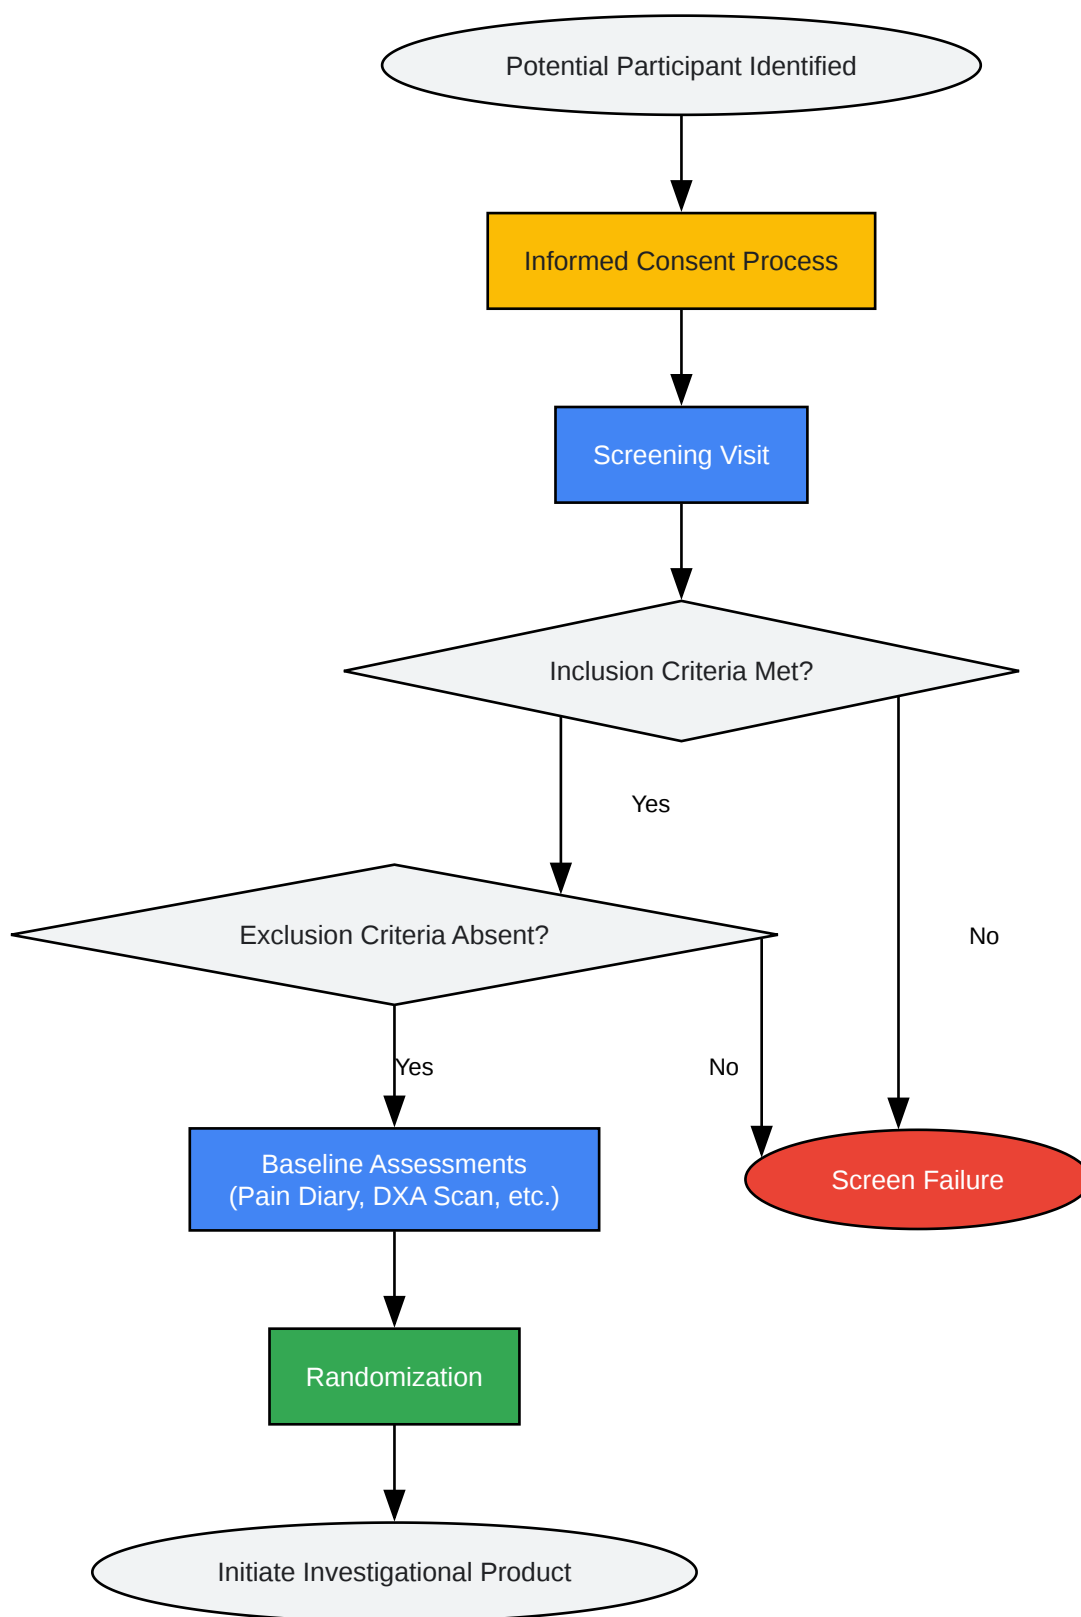 Potential Participant Identified
Informed Consent Process
Screening Visit
Inclusion Criteria Met?
Yes
Exclusion Criteria Absent?
No
Yes
No
Baseline Assessments
(Pain Diary, DXA Scan, etc.)
Screen Failure
Randomization
Initiate Investigational Product